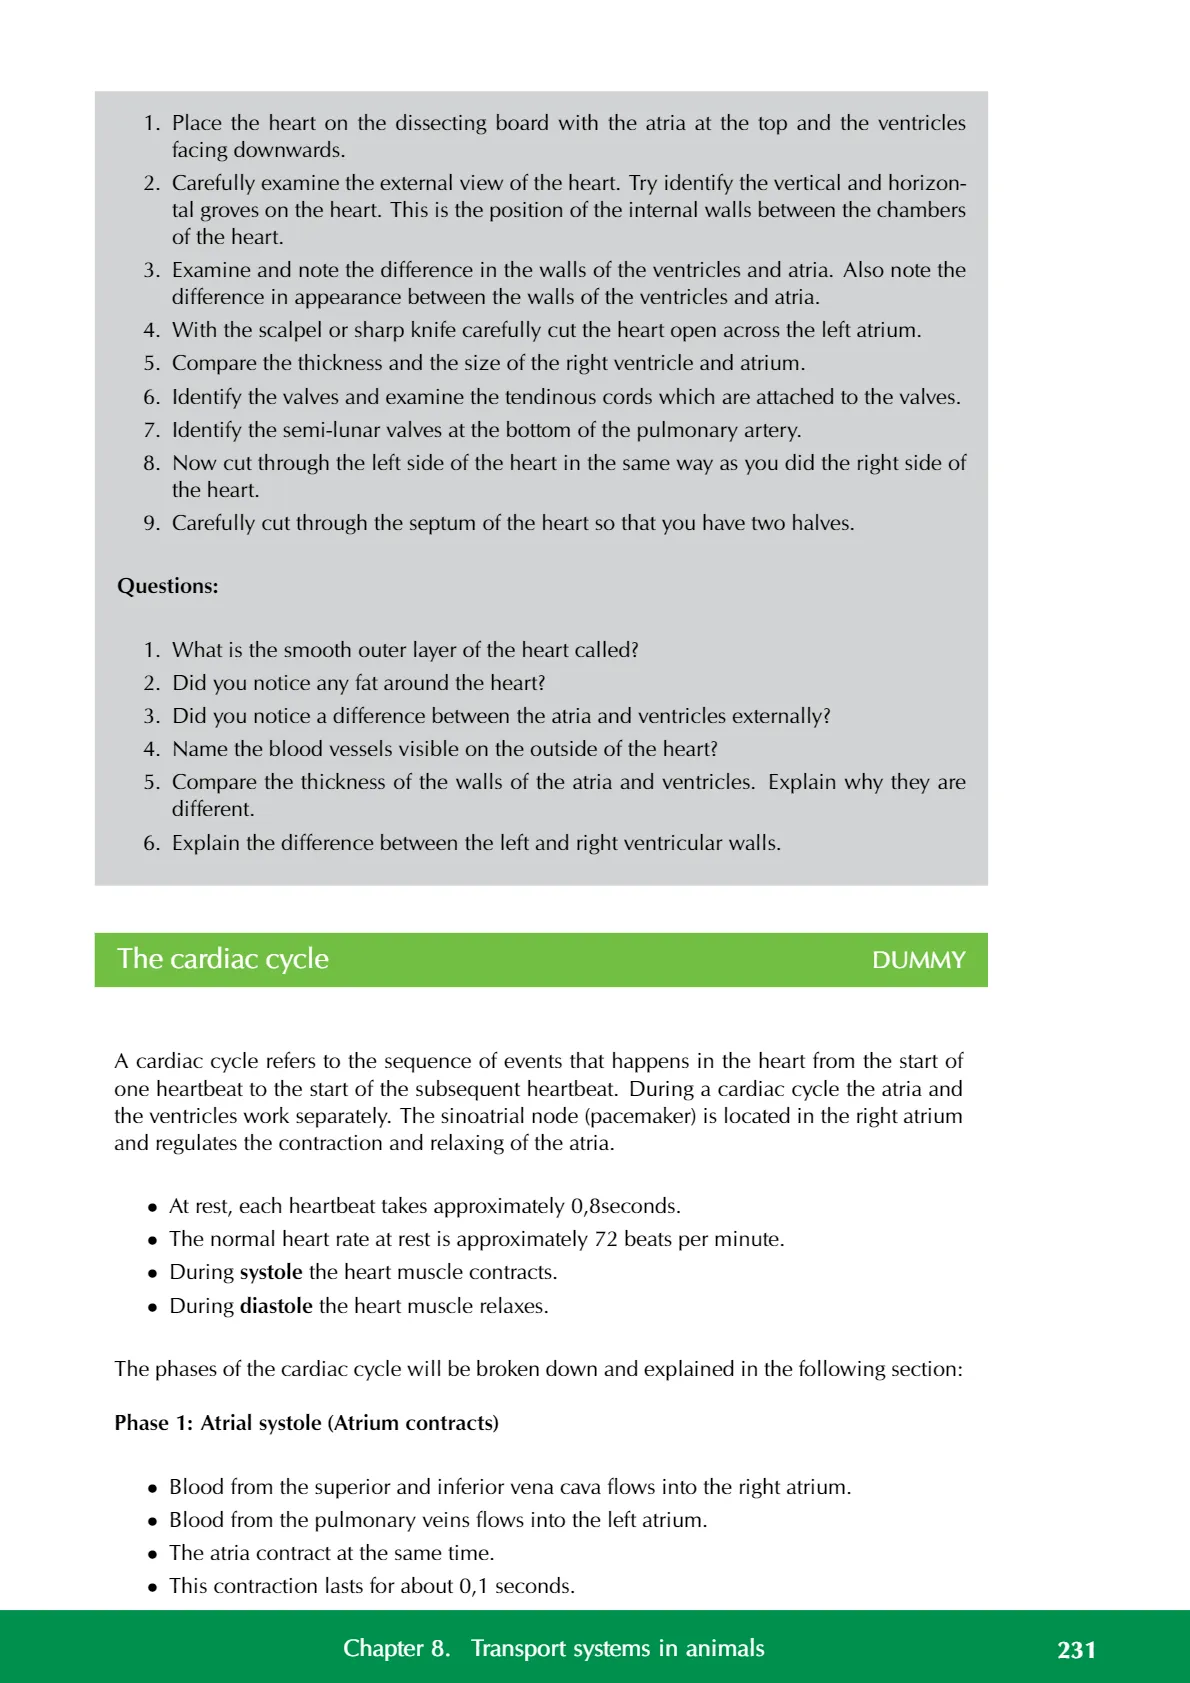 1. Place the heart on the dissecting board with the atria at the top and the ventricles
facing downwards.
2. Carefully examine the external view of the heart. Try identify the vertical and horizon-
tal groves on the heart. This is the position of the internal walls between the chambers
of the heart.
3. Examine and note the difference in the walls of the ventricles and atria. Also note the
difference in appearance between the walls of the ventricles and atria.
4. With the scalpel or sharp knife carefully cut the heart open across the left atrium.
5. Compare the thickness and the size of the right ventricle and atrium.
6. Identify the valves and examine the tendinous cords which are attached to the valves.
7. Identify the semi-lunar valves at the bottom of the pulmonary artery.
8. Now cut through the left side of the heart in the same way as you did the right side of
the heart.
9. Carefully cut through the septum of the heart so that you have two halves.
Questions:
1. What is the smooth outer layer of the heart called?
2. Did you notice any fat around the heart?
3. Did you notice a difference between the atria and ventricles externally?
4. Name the blood vessels visible on the outside of the heart?
5. Compare the thickness of the walls of the atria and ventricles. Explain why they are
different.
6. Explain the difference between the left and right ventricular walls.
The cardiac cycle DUMMY
A cardiac cycle refers to the sequence of events that happens in the heart from the start of
one heartbeat to the start of the subsequent heartbeat. During a cardiac cycle the atria and
the ventricles work separately. The sinoatrial node (pacemaker) is located in the right atrium
and regulates the contraction and relaxing of the atria.
• At rest, each heartbeat takes approximately 0,8seconds.
• The normal heart rate at rest is approximately 72 beats per minute.
• During systole the heart muscle contracts.
• During diastole the heart muscle relaxes.
The phases of the cardiac cycle will be broken down and explained in the following section:
Phase 1: Atrial systole (Atrium contracts)
• Blood from the superior and inferior vena cava flows into the right atrium.
• Blood from the pulmonary veins flows into the left atrium.
• The atria contract at the same time.
• This contraction lasts for about 0,1 seconds.
Chapter 8. Transport systems in animals 231